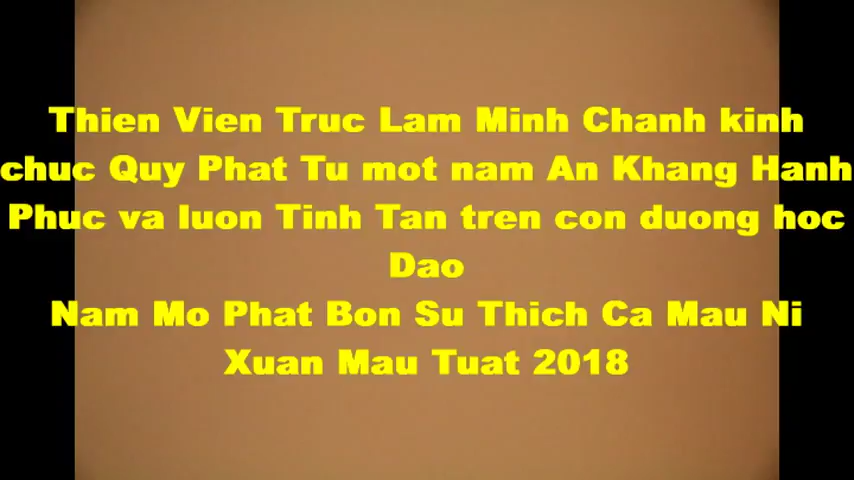 Thien Vien Truc Lam Minh Chanh kinh
chuc Quy Phat Tu mot nam An Khang Hanh
Phuc va luon Tinh Tan tren con duong hoc
Dao
Nam Mo Phat Bon Su Thich Ca Mau Ni
Xuan Mau Tuat 2018